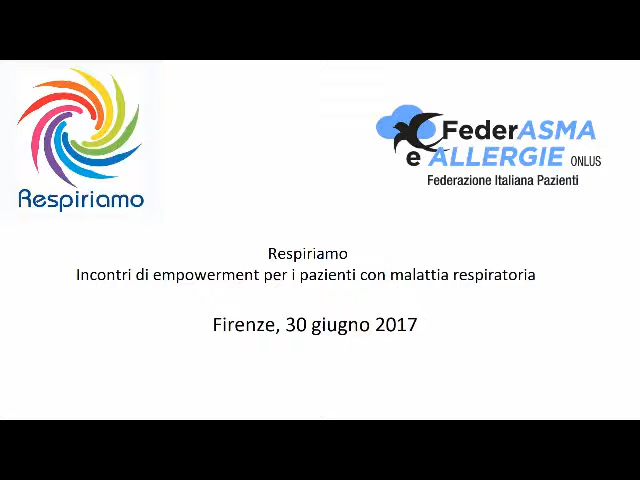 Respiriamo
FederASMA
e ALLERGIE ONLUS
Federazione Italiana Pazienti
Respiriamo
Incontri di empowerment per i pazienti con malattia respiratoria
Firenze, 30 giugno 2017